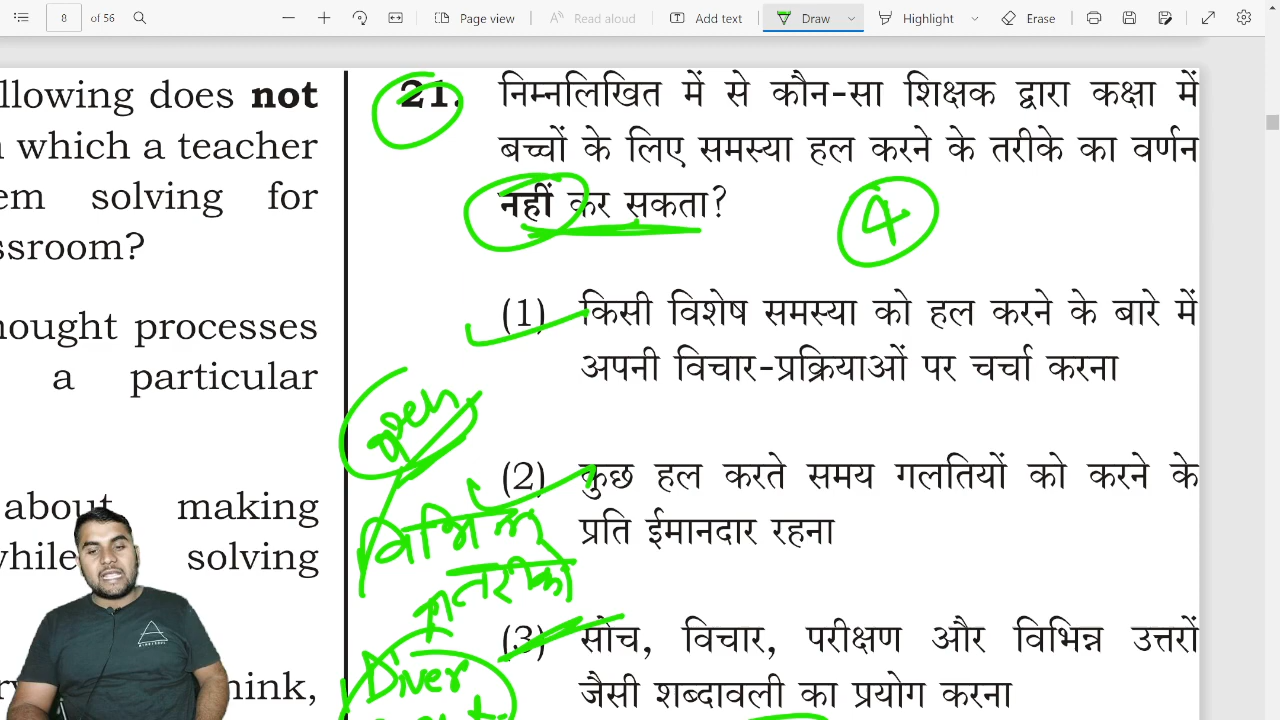 8 of 56 Page view Read aloud Add text Draw Highlight Erase
llowing does not
which a teacher
em solving for
ssroom?
hought processes
a particular
about making
while solving
hink,
21. निम्नलिखित में से कौन-सा शिक्षक द्वारा कक्षा में
बच्चों के लिए समस्या हल करने के तरीके का वर्णन
नहीं कर सकता?
4
(1) किसी विशेष समस्या को हल करने के बारे में
अपनी विचार-प्रक्रियाओं पर चर्चा करना
open
(2) कुछ हल करते समय गलतियों को करने के
प्रति ईमानदार रहना
विभिन्न
तरीको
(3) सोच, विचार, परीक्षण और विभिन्न उत्तरों
जैसी शब्दावली का प्रयोग करना
Diver